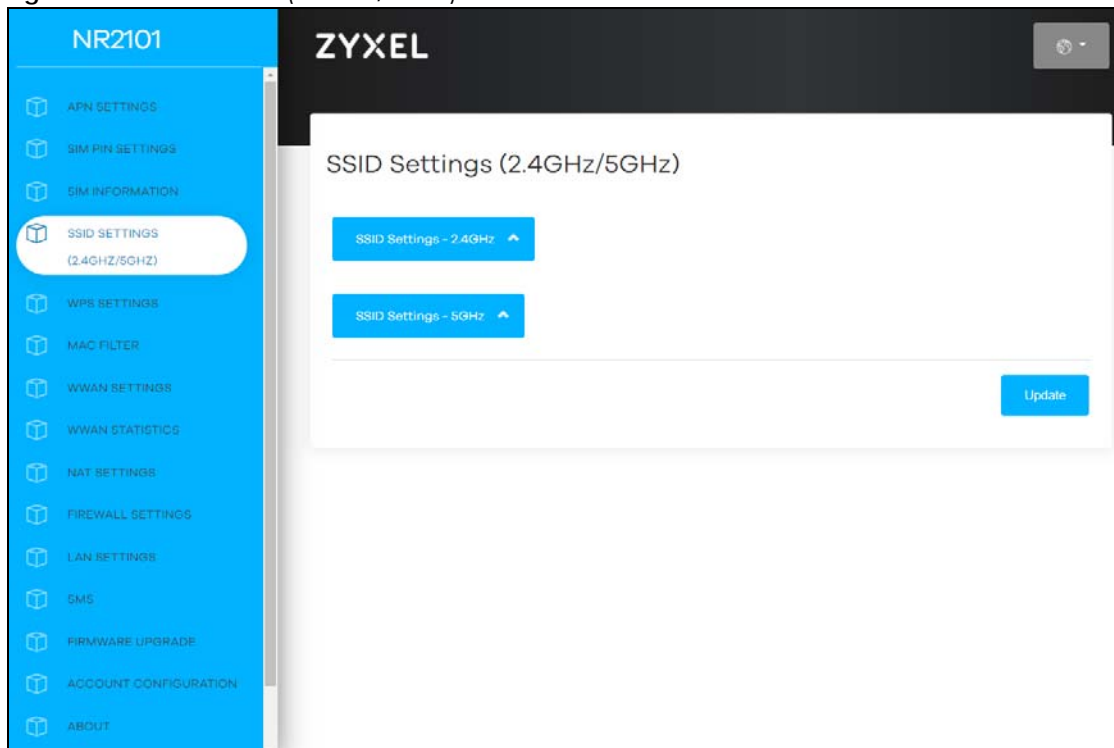 NR2101
ZYXEL
APN SETTINGS
SIM PIN SETTINGS
SIM INFORMATION
SSID SETTINGS
(2.4GHZ/5GHZ)
WPS SETTINGS
MAC FILTER
WWAN SETTINGS
WWAN STATISTICS
NAT SETTINGS
FIREWALL SETTINGS
LAN SETTINGS
SMS
FIRMWARE UPGRADE
ACCOUNT CONFIGURATION
ABOUT
SSID Settings (2.4GHz/5GHz)
SSID Settings - 2.4GHz
SSID Settings - 5GHz
Update